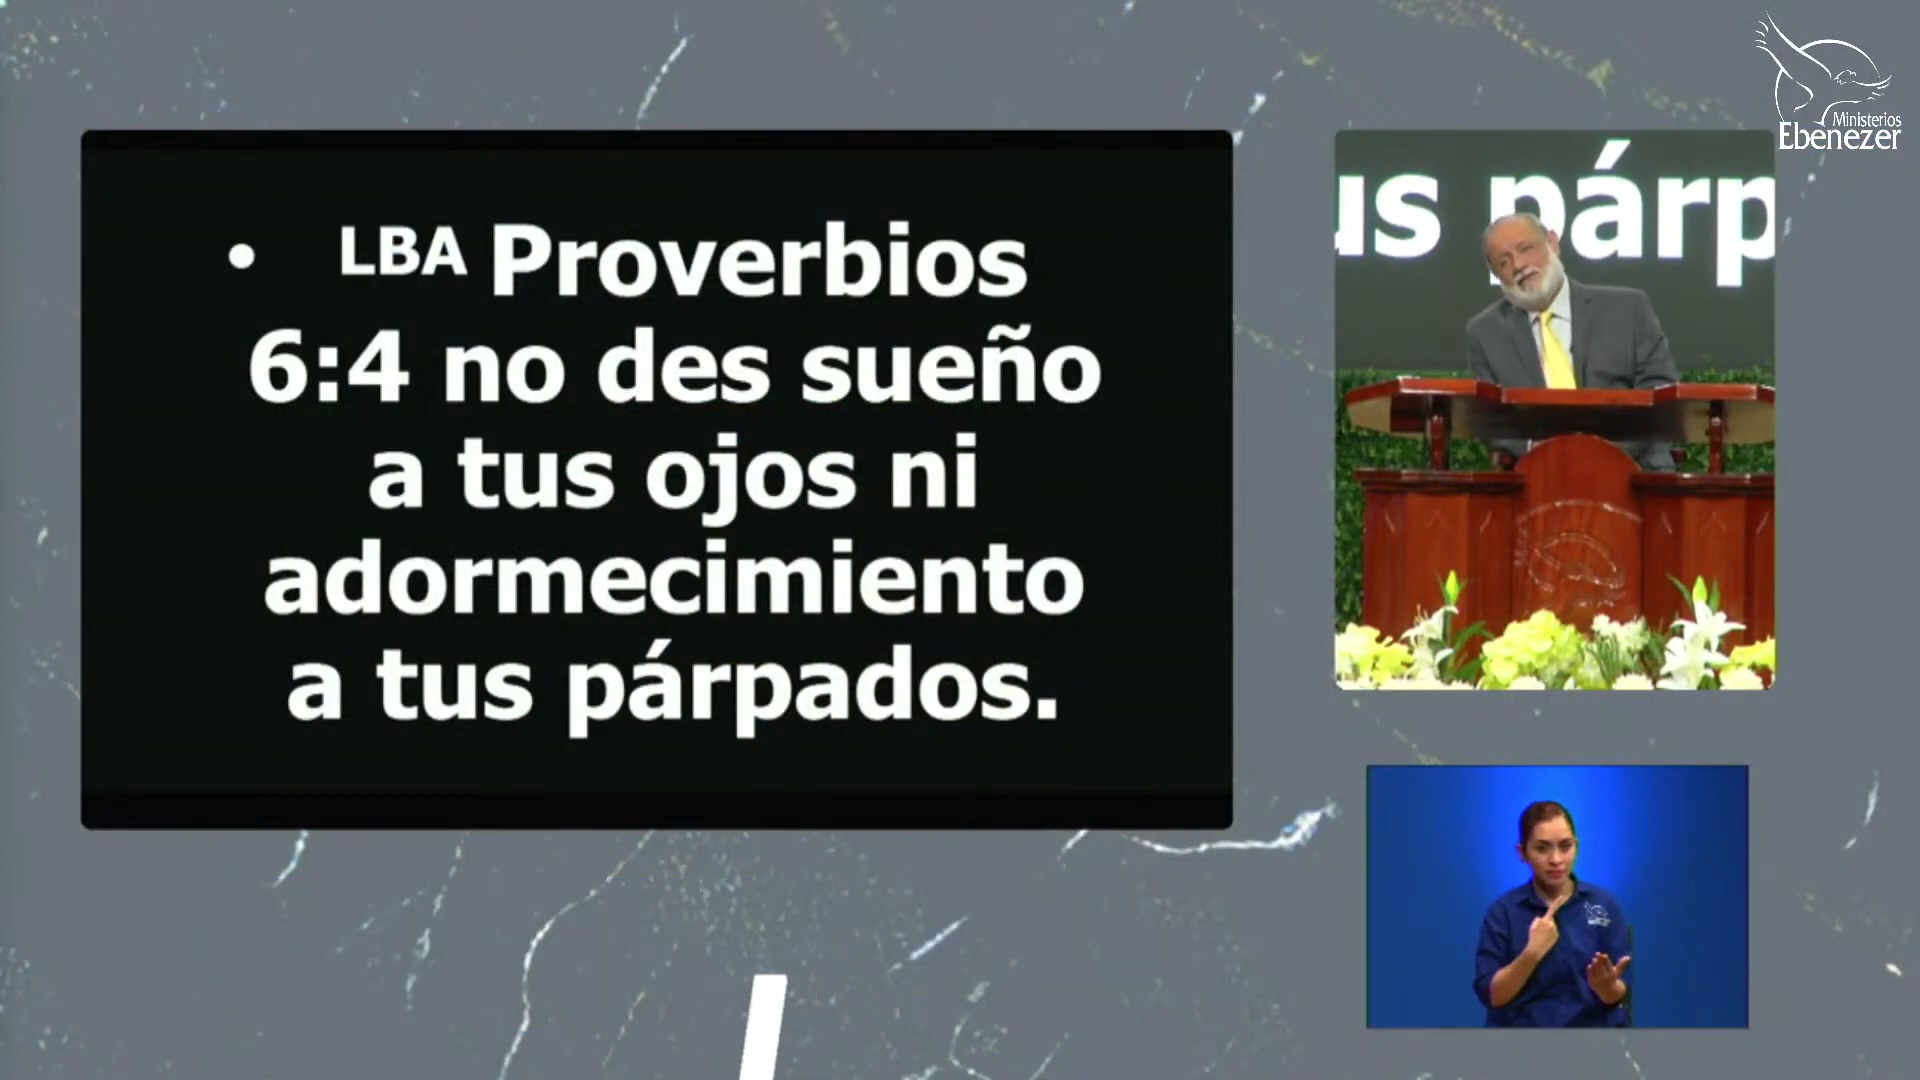 • LBA Proverbios
6:4 no des sueño
a tus ojos ni
adormecimiento
a tus párpados.
us párp
Ministerios
Ebenezer